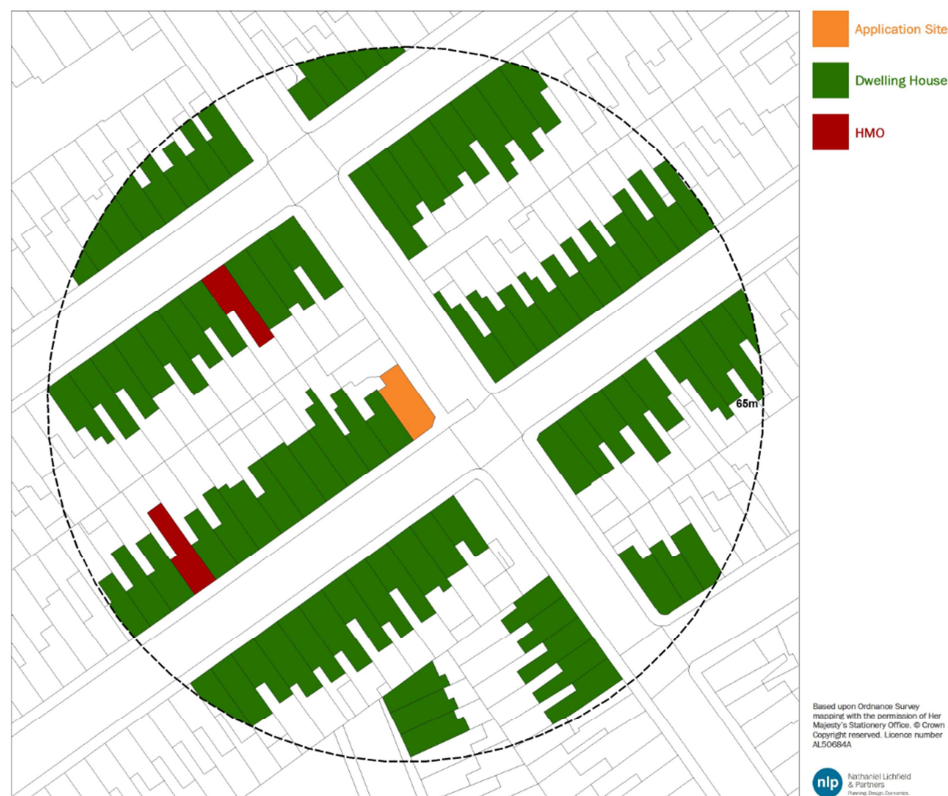 Application Site
Dwelling House
HMO
65m
Based upon Ordnance Survey
mapping with the permission of Her
Majesty's Stationery Office. © Crown
Copyright reserved. Licence number
AL50684A
nlp
Nathaniel Lichfield
& Partners
Planning. Design. Economics.